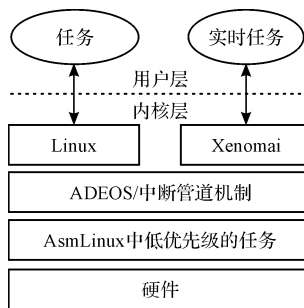 任务
实时任务
用户层
内核层
Linux
Xenomai
ADEOS/中断管道机制
AsmLinux中低优先级的任务
硬件